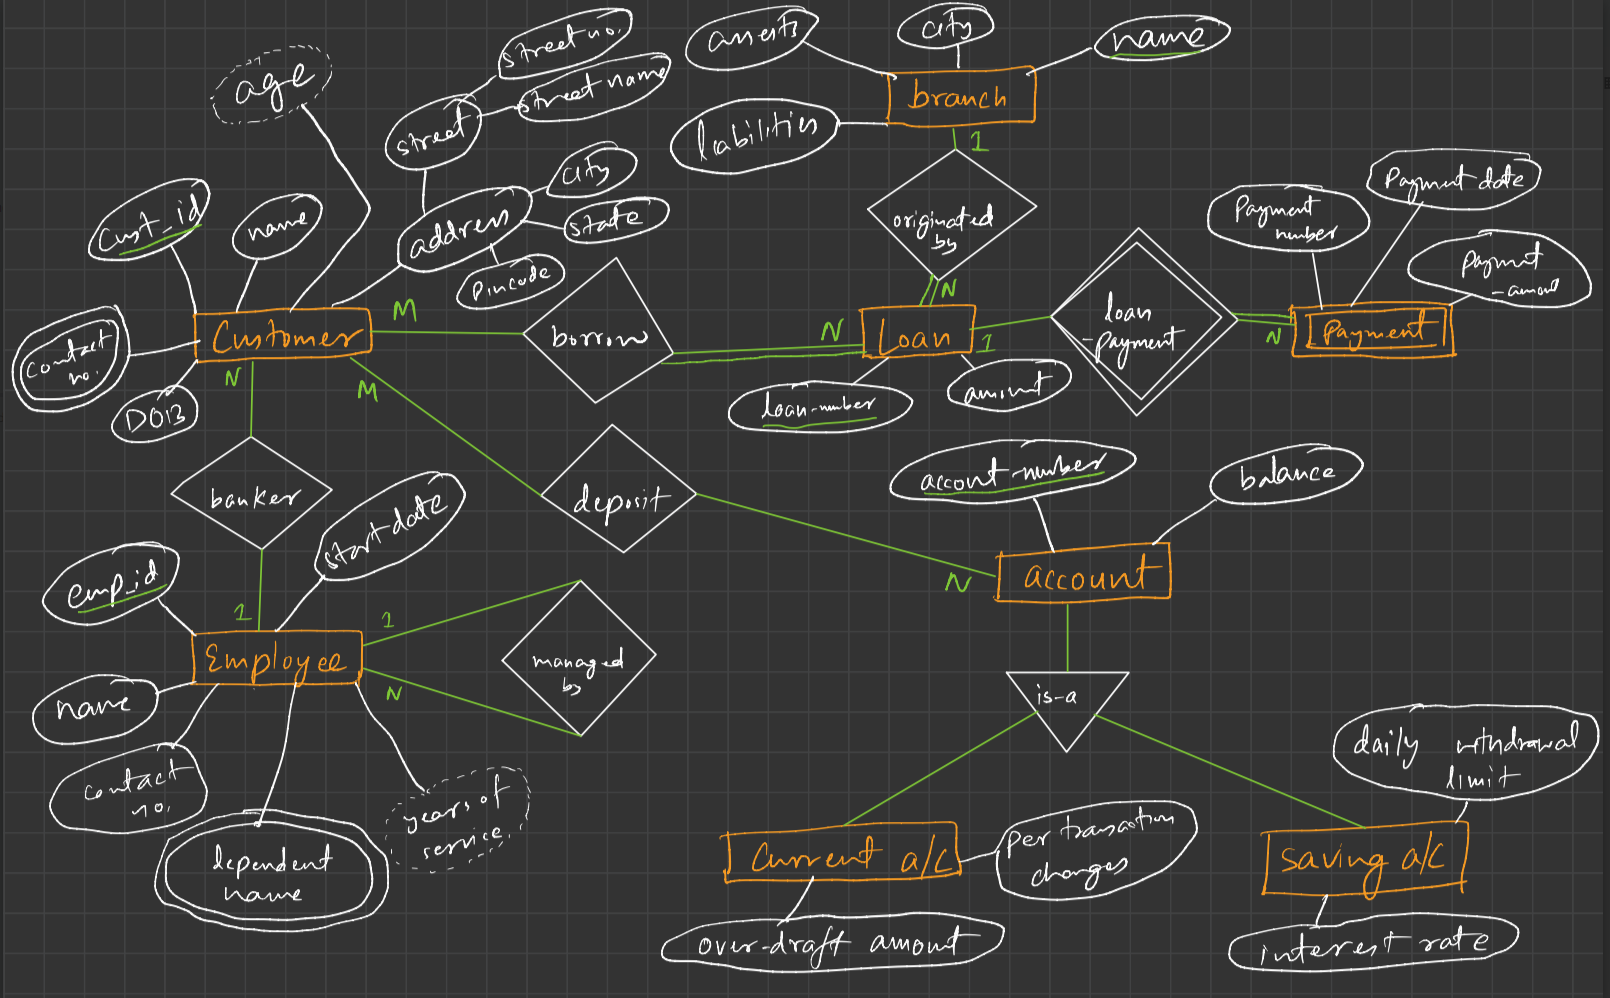 street no.
assests
city
name
age
street name
branch
street
liabilities
1
city
Payment date
Cust_id
name
address
state
originated
by
Payment
number
Pincode
N
Paymnt
-amount
M
Customer
borrow
N
Loan
1
loan
-payment
N
Payment
Contact
no.
N
M
DOB
loan-number
amount
banker
deposit
account-number
balance
start date
emp_id
N
account
1
1
Employee
managed
by
N
is-a
name
contact
no.
daily withdrawal
limit
years of
service.
dependent
name
Current a/c
per transaction
charges
saving a/c
over-draft amount
interest rate